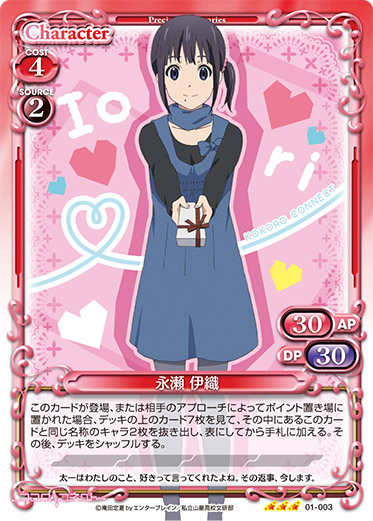 Precious Memories
Character
COST
4
SOURCE
2
Io
ri
KOKORO CONNECT
30 AP
DP 30
永瀬 伊織
このカードが登場、または相手のアプローチによってポイント置き場に
置かれた場合、デッキの上のカード7枚を見て、その中にあるこのカー
ドと同じ名称のキャラ2枚を抜き出し、表にしてから手札に加える。そ
の後、デッキをシャッフルする。
太一はわたしのこと、好きって言ってくれたよね。その返事、今します。
ココロコネクト
©庵田定夏 by エンターブレイン/私立山星高校文研部
★★★ 01-003